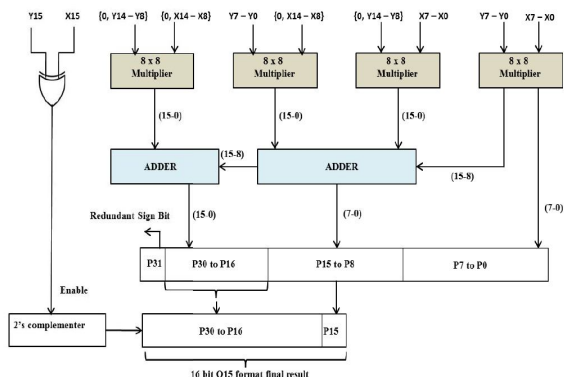 Y15 X15 {0, Y14 – Y8} {0, X14 – X8} Y7 – Y0 {0, X14 – X8} {0, Y14 – Y8} X7 – X0 Y7 – Y0 X7 – X0
8 x 8 Multiplier
8 x 8 Multiplier
8 x 8 Multiplier
8 x 8 Multiplier
(15-0) (15-0) (15-0)
ADDER (15-8) ADDER (15-8)
(15-0) (7-0) (7-0)
Redundant Sign Bit
P31 P30 to P16 P15 to P8 P7 to P0
Enable
2's complementer P30 to P16 P15
16 bit Q15 format final result